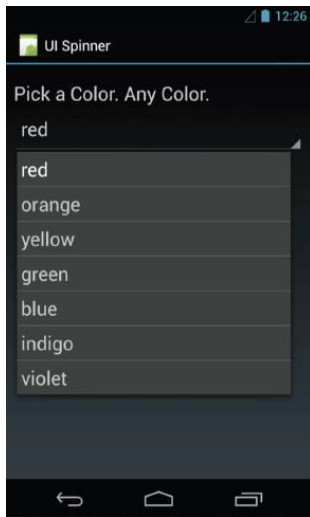 12:26
UI Spinner
Pick a Color. Any Color.
red
red
orange
yellow
green
blue
indigo
violet